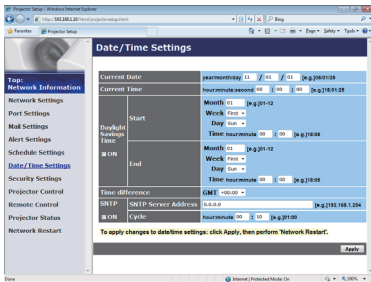 Projector Setup - Windows Internet Explorer
http://192.168.1.10/html/projectorsetup.html
Bing
Favorites Projector Setup
Page Safety Tools
Date/Time Settings
Top:
Network Information
Network Settings
Port Settings
Mail Settings
Alert Settings
Schedule Settings
Date/Time Settings
Security Settings
Projector Control
Remote Control
Projector Status
Network Restart
Current Date year/month/day 11 / 01 / 01 [e.g.]06/01/25
Current Time hour:minute:second 00 : 00 : 00 [e.g.]18:01:25
Daylight Savings Time
ON
Start
Month 01 [e.g.]01-12
Week First
Day Sun
Time hour:minute 00 : 00 [e.g.]18:06
End
Month 01 [e.g.]01-12
Week First
Day Sun
Time hour:minute 00 : 00 [e.g.]18:06
Time difference GMT +00:00
SNTP SNTP Server Address 0.0.0.0 [e.g.]192.168.1.254
ON Cycle hour:minute 00 : 10 [e.g.]01:00
To apply changes to date/time settings: click Apply, then perform 'Network Restart'.
Apply
Done Internet | Protected Mode: On 100%